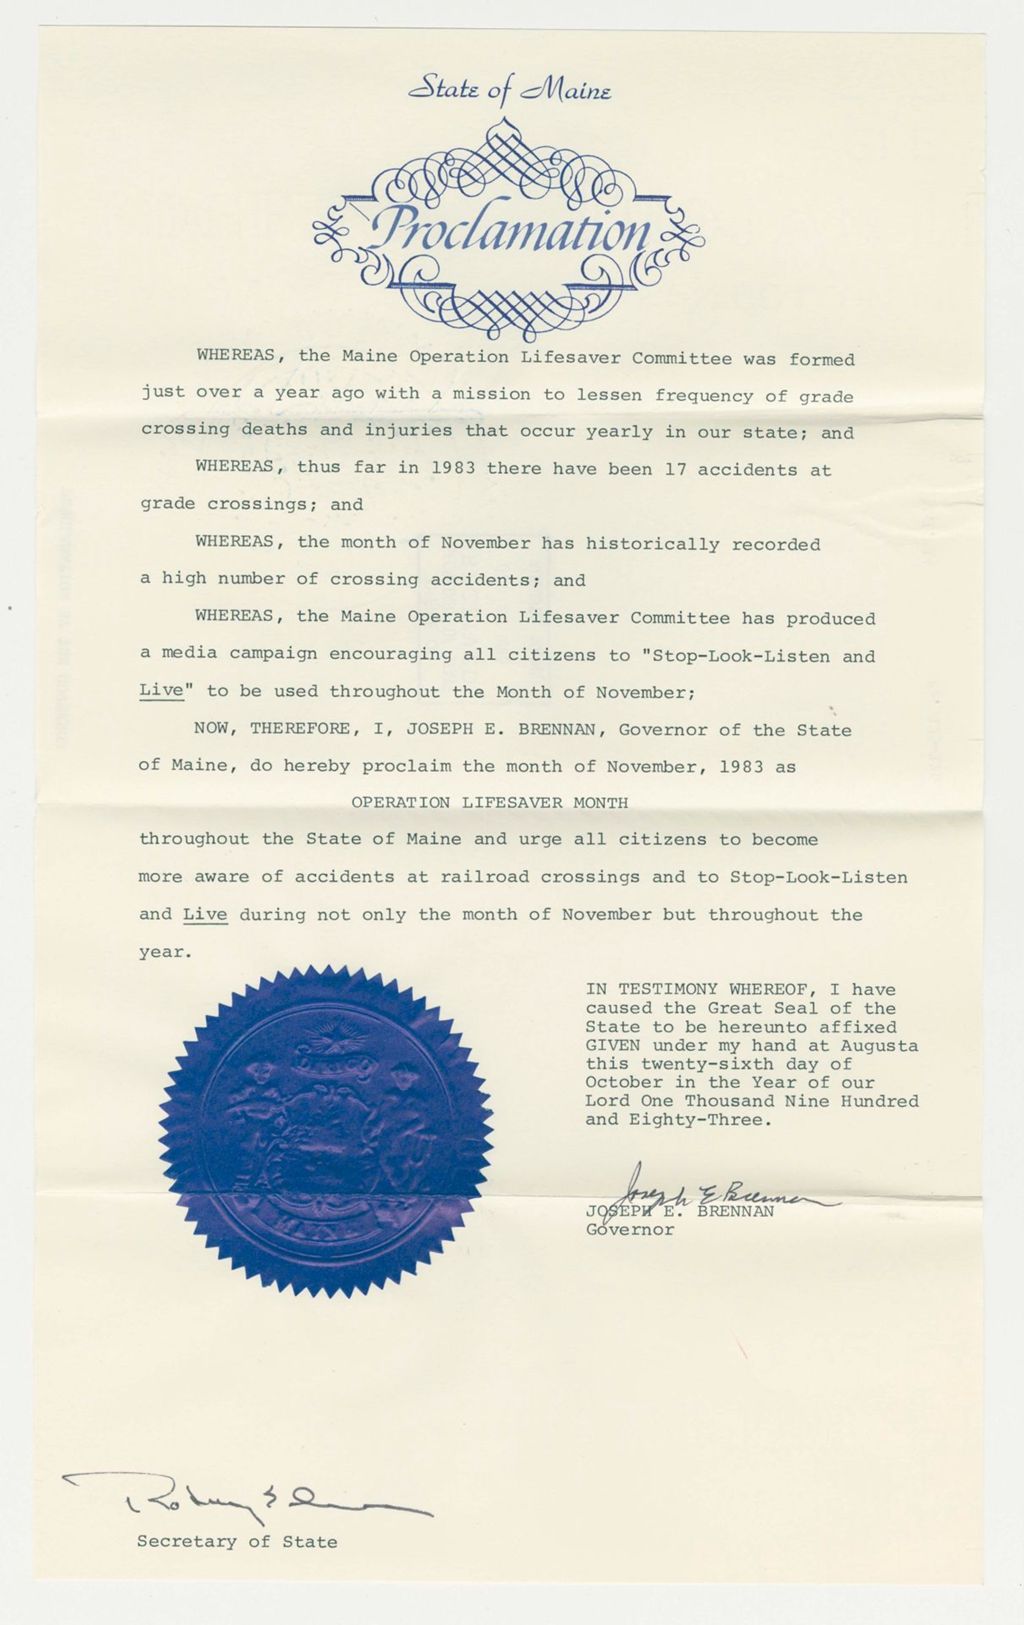 State of Maine
Proclamation
WHEREAS, the Maine Operation Lifesaver Committee was formed
just over a year ago with a mission to lessen frequency of grade
crossing deaths and injuries that occur yearly in our state; and
WHEREAS, thus far in 1983 there have been 17 accidents at
grade crossings; and
WHEREAS, the month of November has historically recorded
a high number of crossing accidents; and
WHEREAS, the Maine Operation Lifesaver Committee has produced
a media campaign encouraging all citizens to "Stop-Look-Listen and
Live" to be used throughout the Month of November;
NOW, THEREFORE, I, JOSEPH E. BRENNAN, Governor of the State
of Maine, do hereby proclaim the month of November, 1983 as
OPERATION LIFESAVER MONTH
throughout the State of Maine and urge all citizens to become
more aware of accidents at railroad crossings and to Stop-Look-Listen
and Live during not only the month of November but throughout the
year.
IN TESTIMONY WHEREOF, I have
caused the Great Seal of the
State to be hereunto affixed
GIVEN under my hand at Augusta
this twenty-sixth day of
October in the Year of our
Lord One Thousand Nine Hundred
and Eighty-Three.
Joseph E Brennan
JOSEPH E. BRENNAN
Governor
Secretary of State